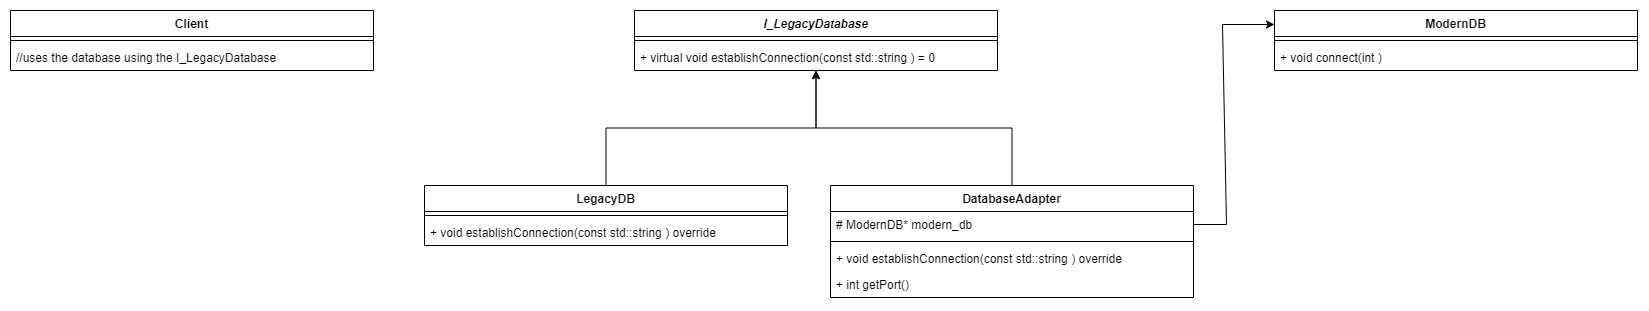 Client
//uses the database using the I_LegacyDatabase
I_LegacyDatabase
+ virtual void establishConnection(const std::string ) = 0
ModernDB
+ void connect(int )
LegacyDB
+ void establishConnection(const std::string ) override
DatabaseAdapter
# ModernDB* modern_db
+ void establishConnection(const std::string ) override
+ int getPort()